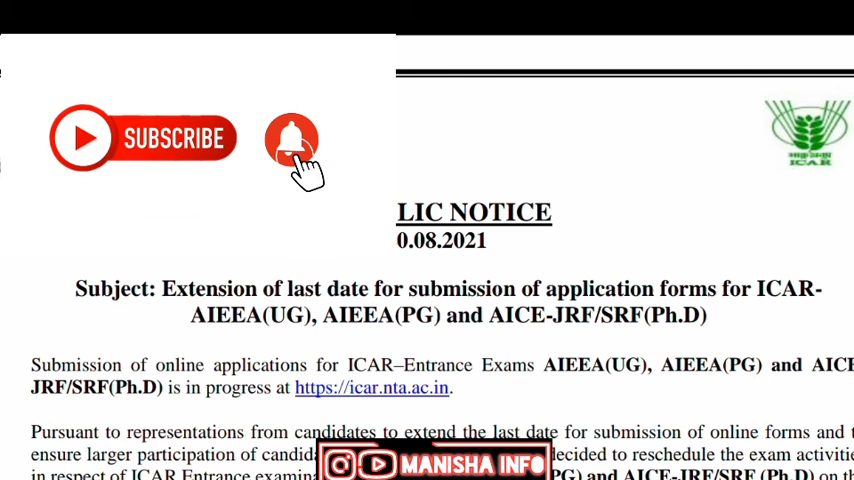 SUBSCRIBE
ICAR
LIC NOTICE
0.08.2021
Subject: Extension of last date for submission of application forms for ICAR-
AIEEA(UG), AIEEA(PG) and AICE-JRF/SRF(Ph.D)
Submission of online applications for ICAR–Entrance Exams AIEEA(UG), AIEEA(PG) and AICE
JRF/SRF(Ph.D) is in progress at https://icar.nta.ac.in.
Pursuant to representations from candidates to extend the last date for submission of online forms and t
ensure larger participation of candida decided to reschedule the exam activitie
in respect of ICAR Entrance examina PG) and AICE-JRF/SRF (Ph.D) on th
MANISHA INFO